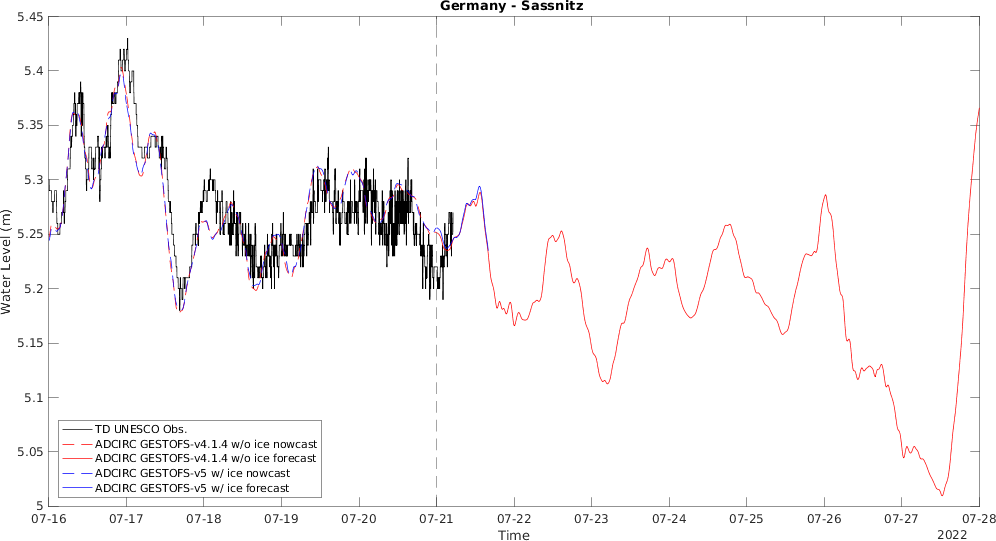 Germany - Sassnitz
5.45
5.4
5.35
5.3
5.25
5.2
5.15
5.1
5.05
5
Water Level (m)
TD UNESCO Obs.
ADCIRC GESTOFS-v4.1.4 w/o ice nowcast
ADCIRC GESTOFS-v4.1.4 w/o ice forecast
ADCIRC GESTOFS-v5 w/ ice nowcast
ADCIRC GESTOFS-v5 w/ ice forecast
07-16 07-17 07-18 07-19 07-20 07-21 07-22 07-23 07-24 07-25 07-26 07-27 07-28
Time
2022